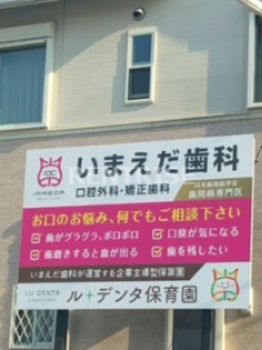 IMAEDA
いまえだ歯科
口腔外科・矯正歯科
日本歯周病学会
歯周病専門医
お口のお悩み、何でもご相談下さい
歯がグラグラ、ボロボロ
口臭が気になる
歯磨きすると血が出る
歯を残したい
いまえだ歯科が運営する企業主導型保育園
LU DENTA
ル+デンタ保育園